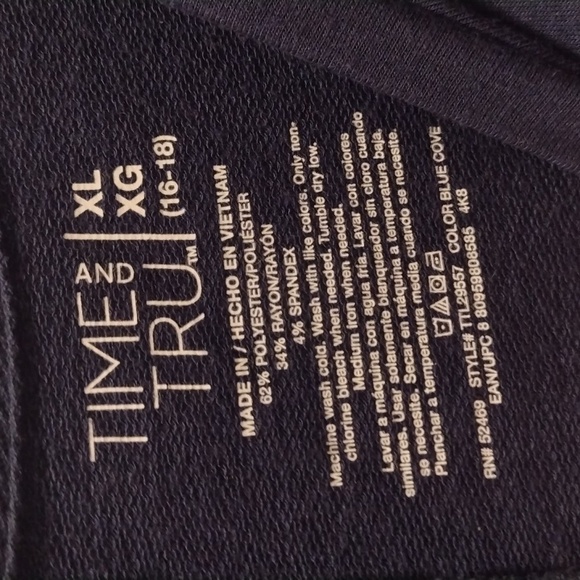 TIME AND TRU™
XL
XG
(16-18)
MADE IN / HECHO EN VIETNAM
62% POLYESTER/POLIESTER
34% RAYON/RAYÓN
4% SPANDEX
Machine wash cold. Wash with like colors. Only non-
chlorine bleach when needed. Tumble dry low.
Medium iron when needed.
Lavar a máquina con agua fría. Lavar con colores
similares. Usar solamente blanqueador sin cloro cuando
se necesite. Secar en máquina a temperatura baja.
Planchar a temperatura media cuando se necesite.
RN# 52469 STYLE# TTL29557 COLOR BLUE COVE
EAN/UPC 8 80959808585 4K8